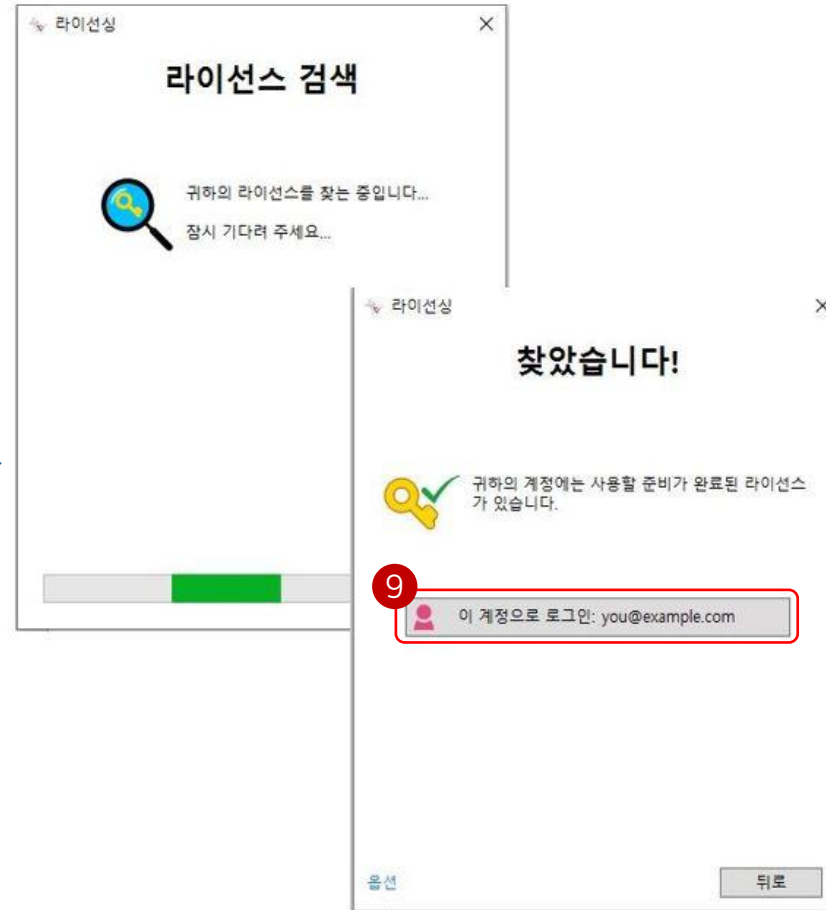 라이선싱
라이선스 검색
귀하의 라이선스를 찾는 중입니다...
잠시 기다려 주세요...
라이선싱
찾았습니다!
귀하의 계정에는 사용할 준비가 완료된 라이선스
가 있습니다.
9
이 계정으로 로그인: you@example.com
옵션
뒤로